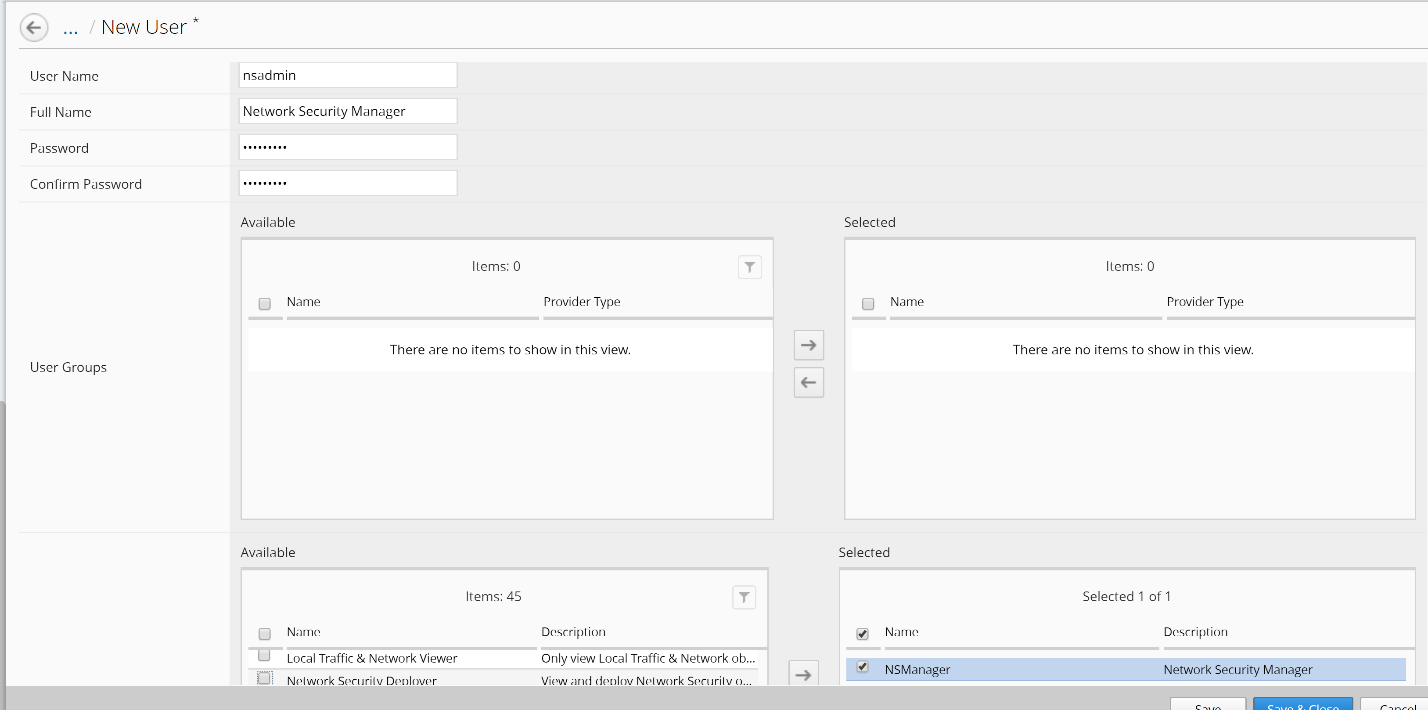 ... / New User *
User Name nsadmin
Full Name Network Security Manager
Password •••••••••
Confirm Password •••••••••
User Groups
Available
Items: 0
Name Provider Type
There are no items to show in this view.
Selected
Items: 0
Name Provider Type
There are no items to show in this view.
Available
Items: 45
Name Description
Local Traffic & Network Viewer Only view Local Traffic & Network ob...
Network Security Deployer View and deploy Network Security o...
Selected
Selected 1 of 1
Name Description
NSManager Network Security Manager
Save Save & Close Cancel